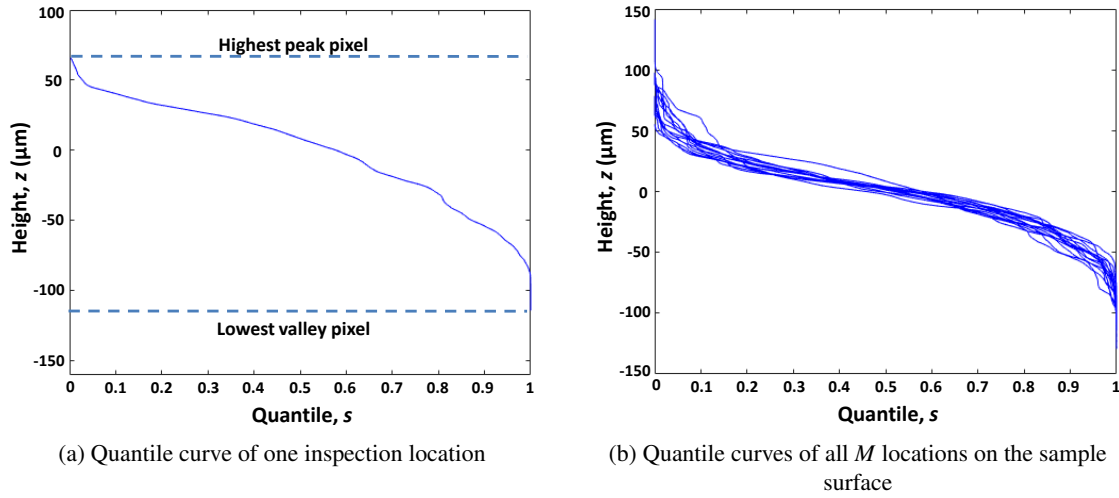 100
50
0
-50
-100
-150
Height, z (µm)
Highest peak pixel
Lowest valley pixel
0 0.1 0.2 0.3 0.4 0.5 0.6 0.7 0.8 0.9 1
Quantile, s
(a) Quantile curve of one inspection location
150
100
50
0
-50
-100
-150
Height, z (µm)
0 0.1 0.2 0.3 0.4 0.5 0.6 0.7 0.8 0.9 1
Quantile, s
(b) Quantile curves of all M locations on the sample
surface